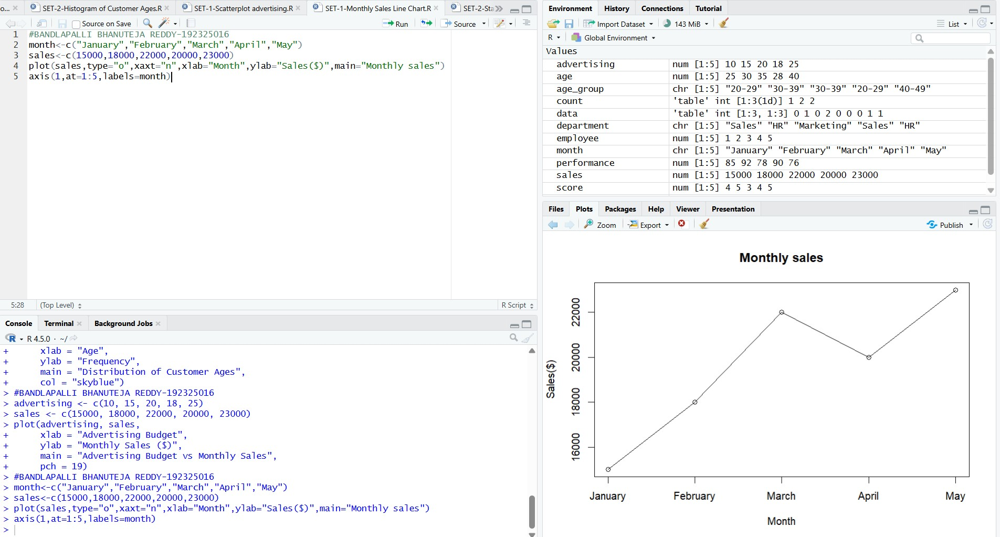 o...
SET-2-Histogram of Customer Ages.R
SET-1-Scatterplot advertising.R
SET-1-Monthly Sales Line Chart.R
SET-2-Sta
Source on Save
Run
Source
1 #BANDLAPALLI BHANUTEJA REDDY-192325016
2 month<-c("January","February","March","April","May")
3 sales<-c(15000,18000,22000,20000,23000)
4 plot(sales,type="o",xaxt="n",xlab="Month",ylab="Sales($)",main="Monthly sales")
5 axis(1,at=1:5,labels=month)
5:28 (Top Level) R Script
Console Terminal Background Jobs
R R 4.5.0 · ~/
+ xlab = "Age",
+ ylab = "Frequency",
+ main = "Distribution of Customer Ages",
+ col = "skyblue")
> #BANDLAPALLI BHANUTEJA REDDY-192325016
> advertising <- c(10, 15, 20, 18, 25)
> sales <- c(15000, 18000, 22000, 20000, 23000)
> plot(advertising, sales,
+ xlab = "Advertising Budget",
+ ylab = "Monthly Sales ($)",
+ main = "Advertising Budget vs Monthly Sales",
+ pch = 19)
> #BANDLAPALLI BHANUTEJA REDDY-192325016
> month<-c("January","February","March","April","May")
> sales<-c(15000,18000,22000,20000,23000)
> plot(sales,type="o",xaxt="n",xlab="Month",ylab="Sales($)",main="Monthly sales")
> axis(1,at=1:5,labels=month)
>
Environment History Connections Tutorial
Import Dataset 143 MiB List
R Global Environment
Values
advertising num [1:5] 10 15 20 18 25
age num [1:5] 25 30 35 28 40
age_group chr [1:5] "20-29" "30-39" "30-39" "20-29" "40-49"
count 'table' int [1:3(1d)] 1 2 2
data 'table' int [1:3, 1:3] 0 1 0 2 0 0 0 1 1
department chr [1:5] "Sales" "HR" "Marketing" "Sales" "HR"
employee num [1:5] 1 2 3 4 5
month chr [1:5] "January" "February" "March" "April" "May"
performance num [1:5] 85 92 78 90 76
sales num [1:5] 15000 18000 22000 20000 23000
score num [1:5] 4 5 3 4 5
Files Plots Packages Help Viewer Presentation
Zoom Export Publish
Monthly sales
Sales($)
22000
20000
18000
16000
January February March April May
Month